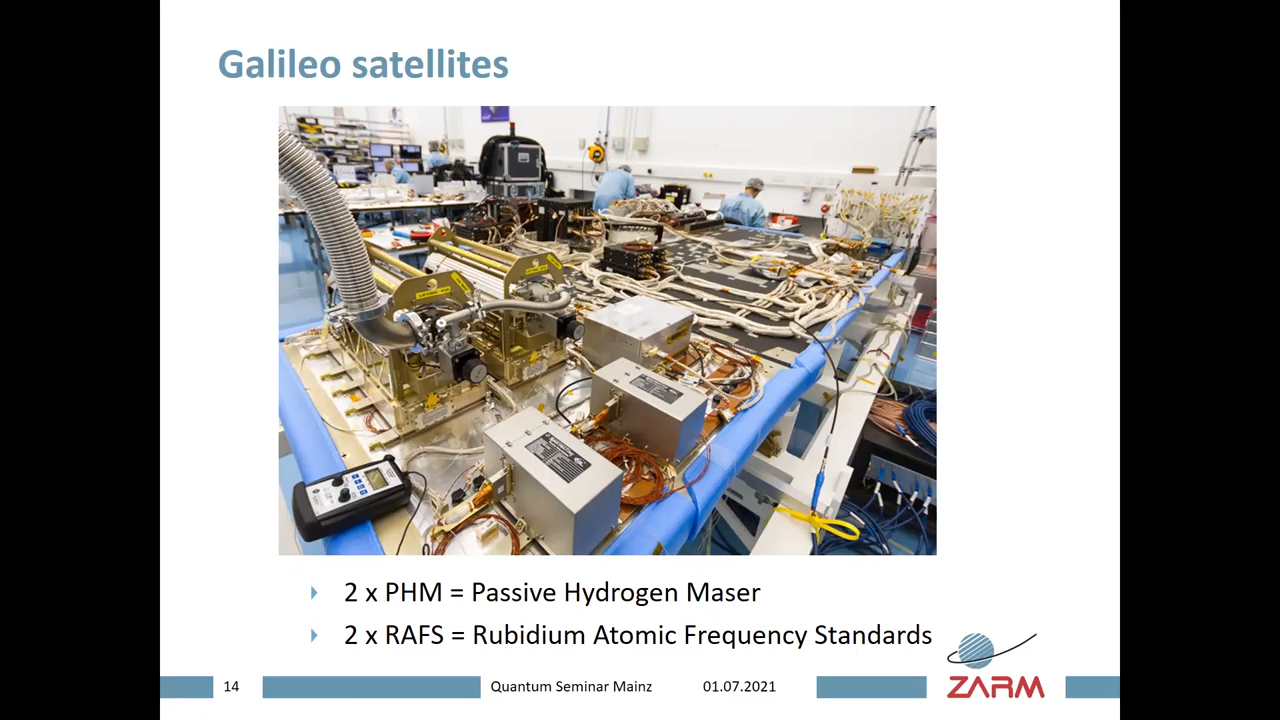 Galileo satellites
2 x PHM = Passive Hydrogen Maser
2 x RAFS = Rubidium Atomic Frequency Standards
14
Quantum Seminar Mainz
01.07.2021
ZARM